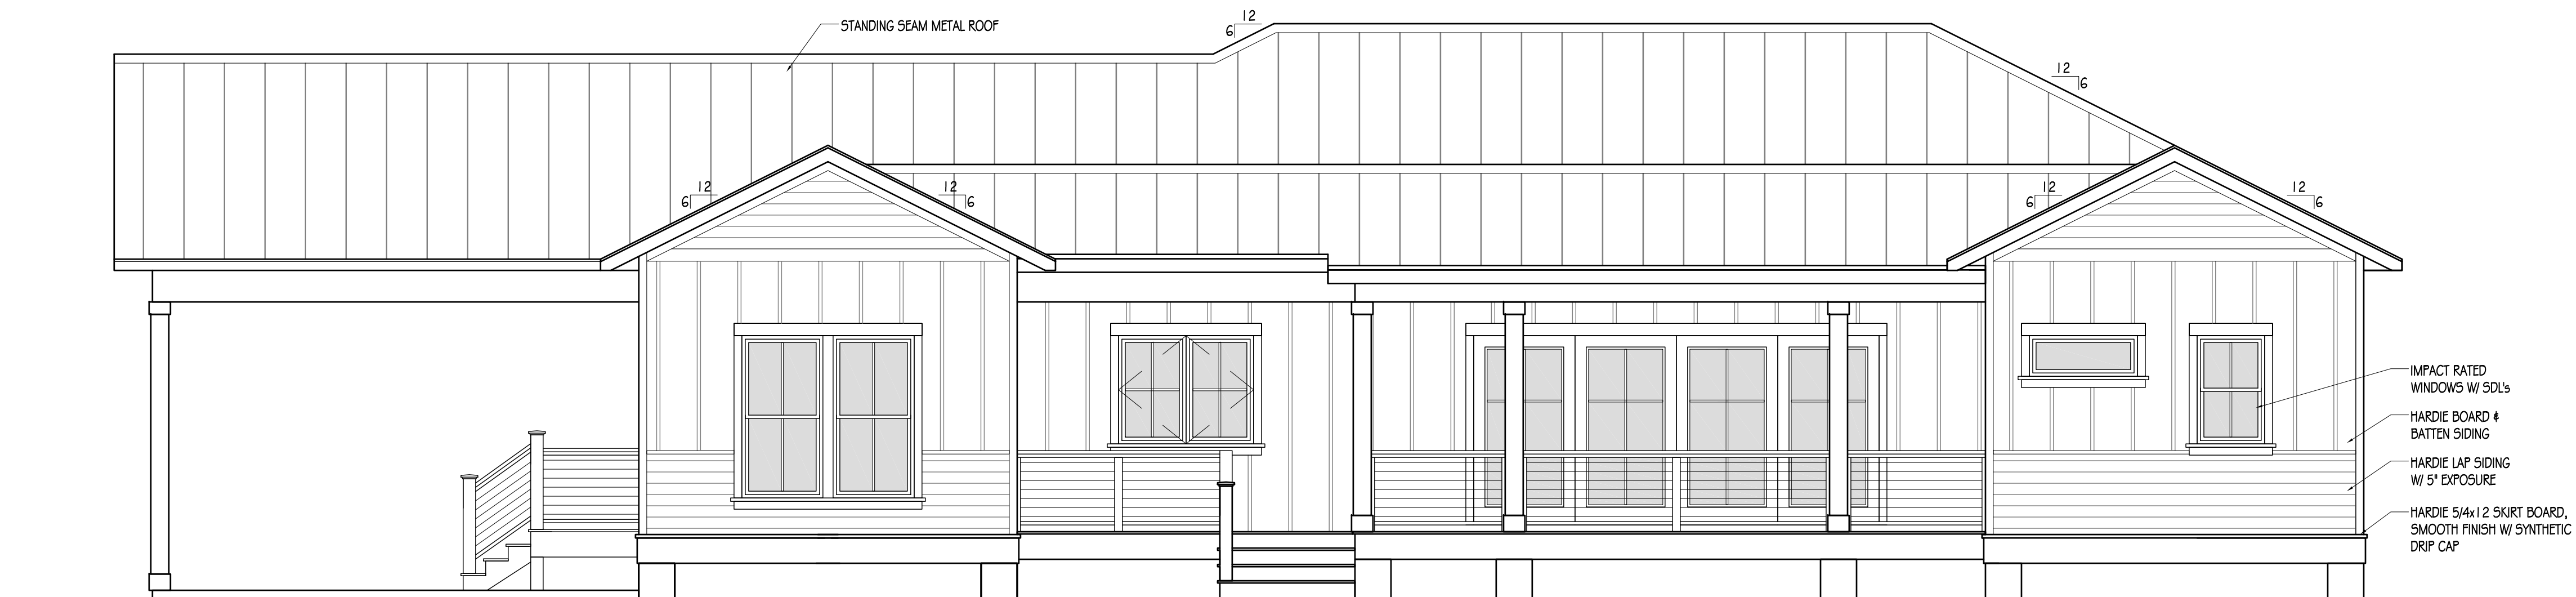 STANDING SEAM METAL ROOF
12
6
12
6
12
6
12
6
12
6
12
6
IMPACT RATED
WINDOWS W/ SDL's
HARDIE BOARD &
BATTEN SIDING
HARDIE LAP SIDING
W/ 5" EXPOSURE
HARDIE 5/4x12 SKIRT BOARD,
SMOOTH FINISH W/ SYNTHETIC
DRIP CAP